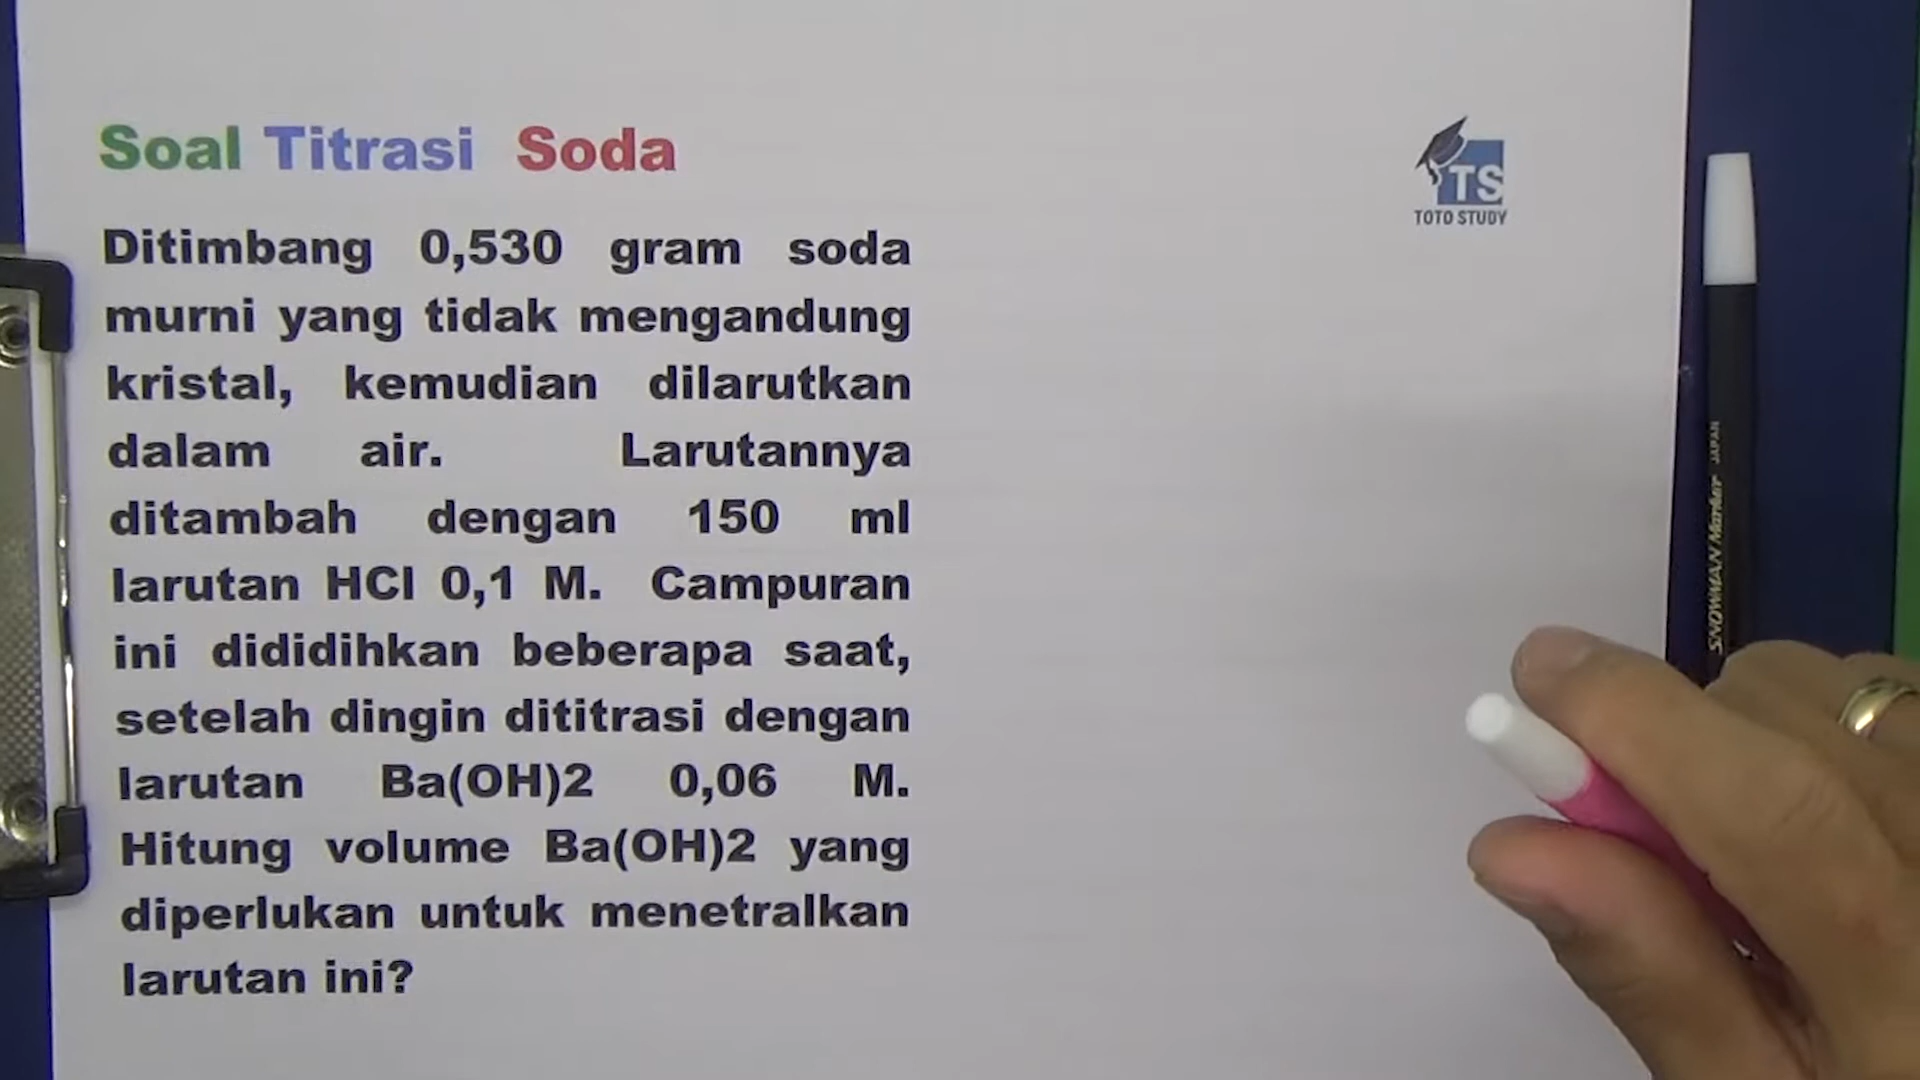 Soal Titrasi Soda
Ditimbang 0,530 gram soda
murni yang tidak mengandung
kristal, kemudian dilarutkan
dalam air. Larutannya
ditambah dengan 150 ml
larutan HCl 0,1 M. Campuran
ini dididihkan beberapa saat,
setelah dingin dititrasi dengan
larutan Ba(OH)2 0,06 M.
Hitung volume Ba(OH)2 yang
diperlukan untuk menetralkan
larutan ini?
TS
TOTO STUDY
SNOWMAN Marker JAPAN